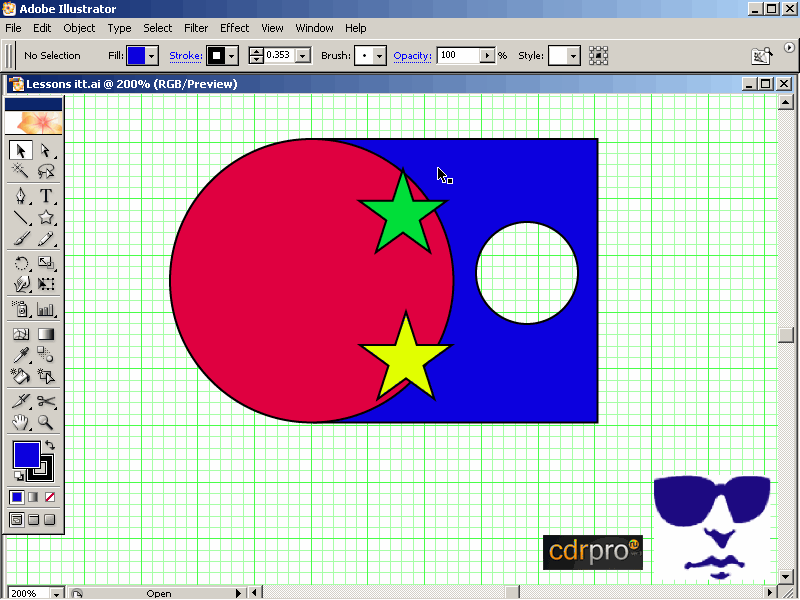 Adobe Illustrator
File Edit Object Type Select Filter Effect View Window Help
No Selection Fill: Stroke: 0.353 Brush: Opacity: 100 % Style:
Lessons itt.ai @ 200% (RGB/Preview)
T
cdrpro
200% Open